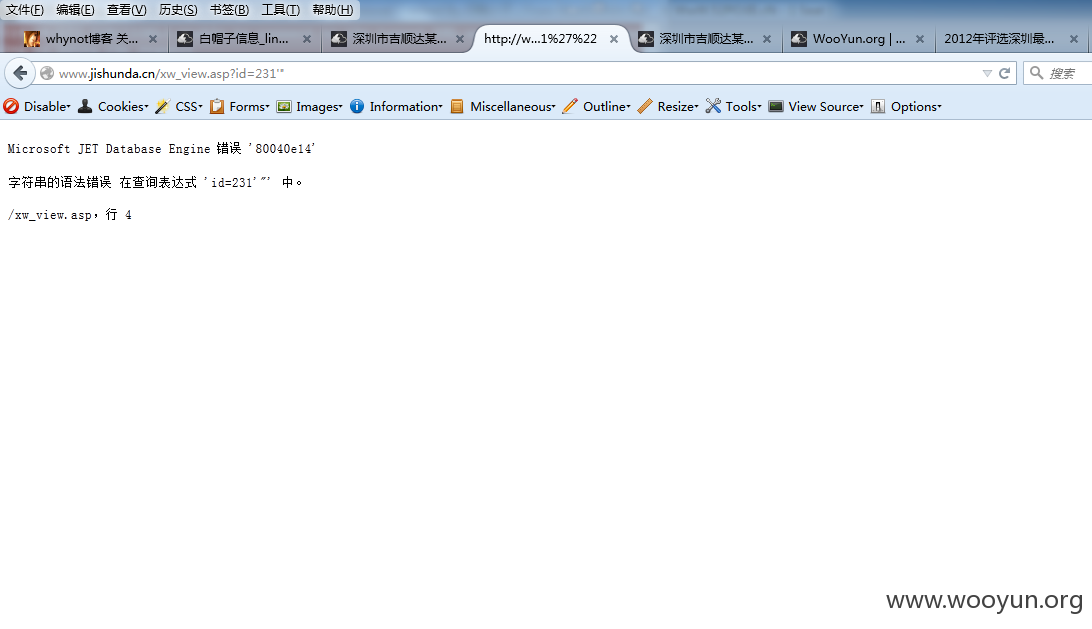 文件(F) 编辑(E) 查看(V) 历史(S) 书签(B) 工具(T) 帮助(H)
whynot博客 关... × 白帽子信息_lin... × 深圳市吉顺达某... × http://w...1%27%22 × 深圳市吉顺达某... × WooYun.org | ... × 2012年评选深圳最... ×
www.jishunda.cn/xw_view.asp?id=231'" 搜索
Disable Cookies CSS Forms Images Information Miscellaneous Outline Resize Tools View Source Options
Microsoft JET Database Engine 错误 '80040e14'
字符串的语法错误 在查询表达式 'id=231'"' 中。
/xw_view.asp，行 4
www.wooyun.org